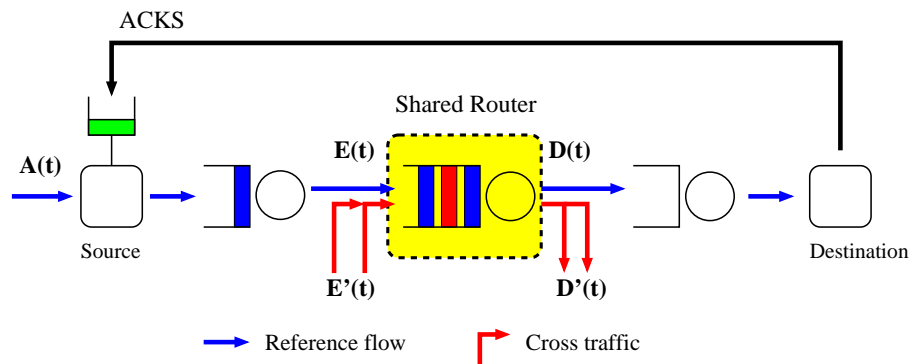 ACKS
Shared Router
A(t)
E(t)
D(t)
Source
Destination
E’(t)
D’(t)
Reference flow
Cross traffic